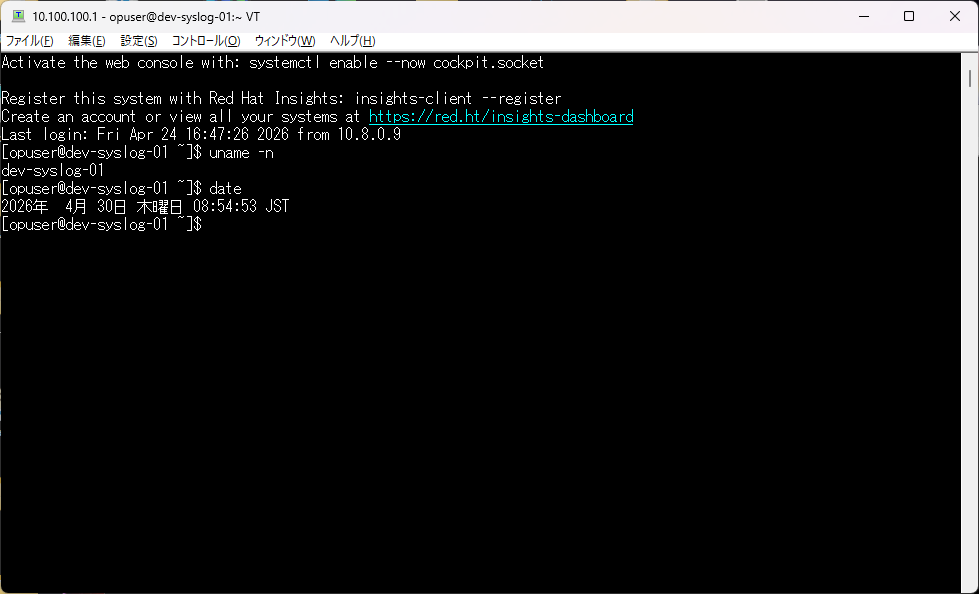 10.100.100.1 - opuser@dev-syslog-01:~ VT
ファイル(F) 編集(E) 設定(S) コントロール(O) ウィンドウ(W) ヘルプ(H)
Activate the web console with: systemctl enable --now cockpit.socket
Register this system with Red Hat Insights: insights-client --register
Create an account or view all your systems at https://red.ht/insights-dashboard
Last login: Fri Apr 24 16:47:26 2026 from 10.8.0.9
[opuser@dev-syslog-01 ~]$ uname -n
dev-syslog-01
[opuser@dev-syslog-01 ~]$ date
2026年  4月 30日 木曜日 08:54:53 JST
[opuser@dev-syslog-01 ~]$